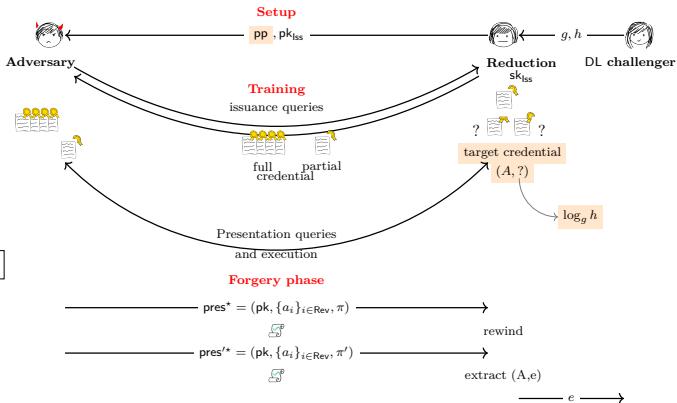 Setup
pp, pk_Iss
g, h
Adversary
Reduction
DL challenger
sk_Iss
Training
issuance queries
? ?
full partial
credential
target credential
(A, ?)
log_g h
Presentation queries
and execution
Forgery phase
pres* = (pk, {a_i}_{i∈Rev}, π)
rewind
pres'* = (pk, {a_i}_{i∈Rev}, π')
extract (A,e)
e